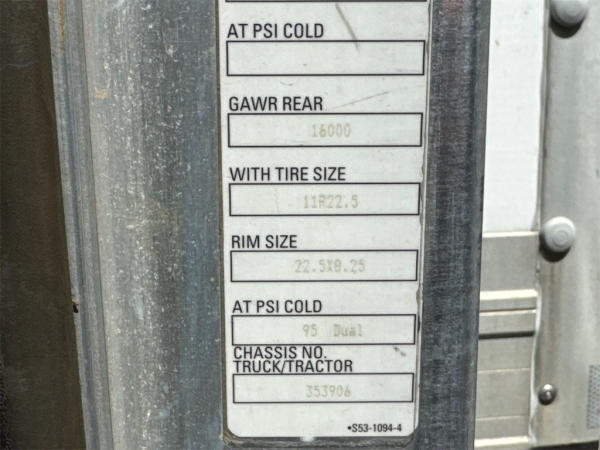 AT PSI COLD
GAWR REAR
16000
WITH TIRE SIZE
11R22.5
RIM SIZE
22.5X8.25
AT PSI COLD
95 Dual
CHASSIS NO.
TRUCK/TRACTOR
353906
•S53-1094-4